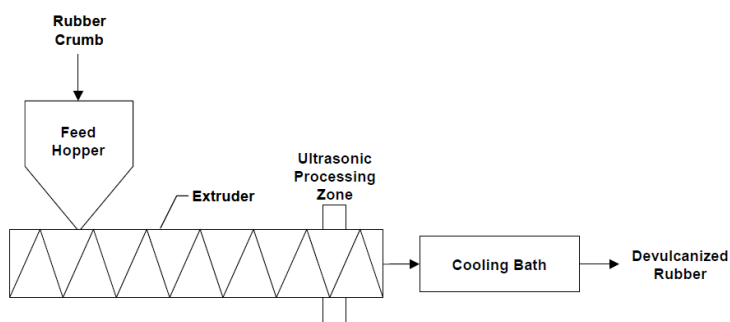 Rubber
Crumb
Feed
Hopper
Ultrasonic
Processing
Zone
Extruder
Cooling Bath
Devulcanized
Rubber